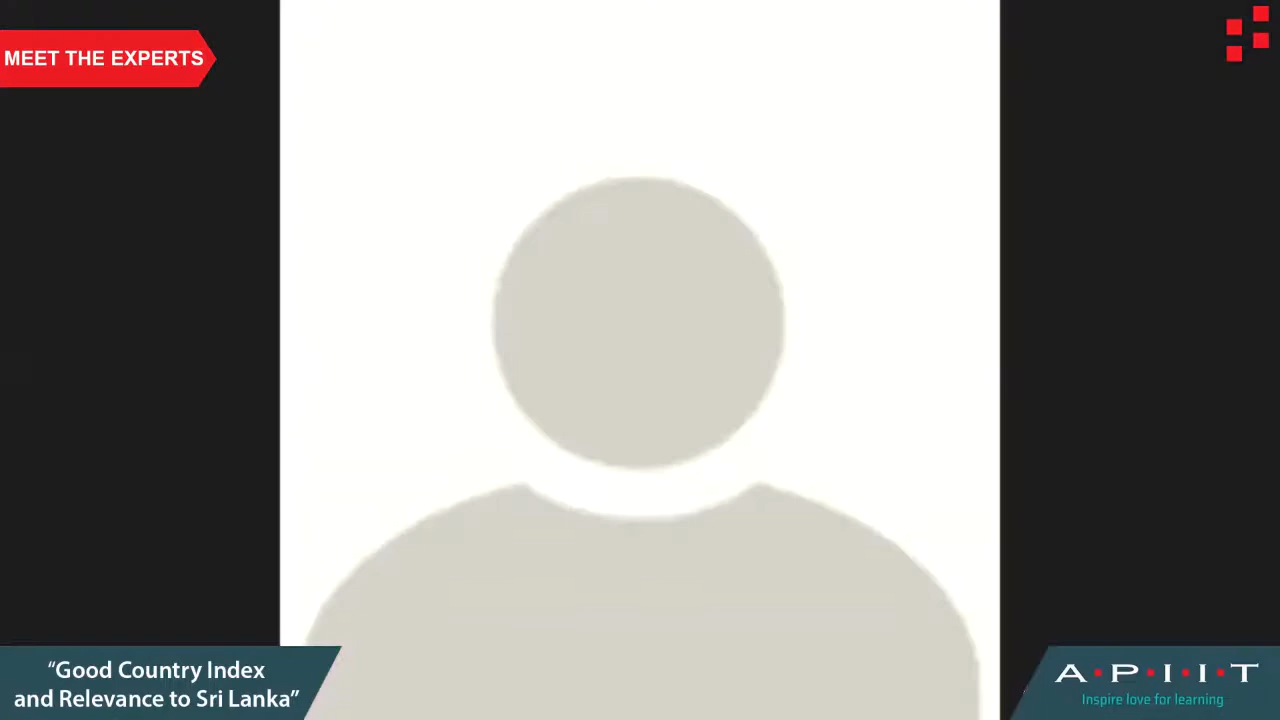 MEET THE EXPERTS
“Good Country Index
and Relevance to Sri Lanka”
A·P·I·I·T
Inspire love for learning